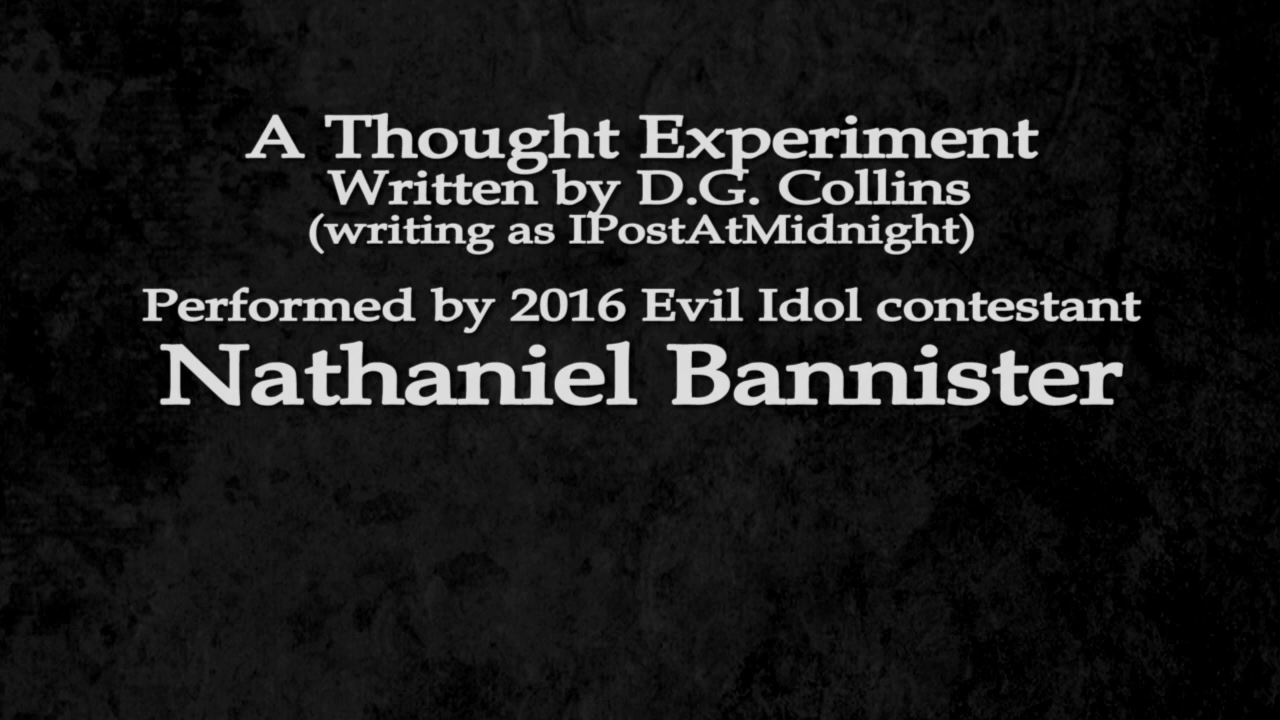 A Thought Experiment
Written by D.G. Collins
(writing as IPostAtMidnight)
Performed by 2016 Evil Idol contestant
Nathaniel Bannister